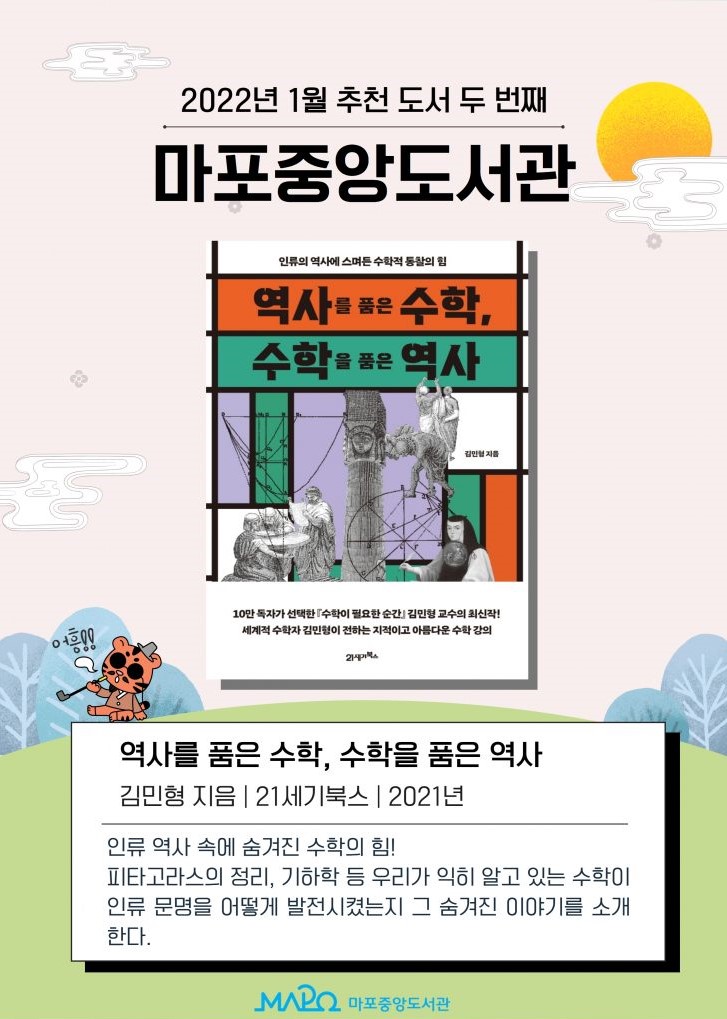 2022년 1월 추천 도서 두 번째
마포중앙도서관
인류의 역사에 스며든 수학적 통찰의 힘
역사를 품은 수학,
수학을 품은 역사
김민형 지음
10만 독자가 선택한 『수학이 필요한 순간』 김민형 교수의 최신작!
세계적 수학자 김민형이 전하는 지적이고 아름다운 수학 강의
21세기북스
어흥!!
역사를 품은 수학, 수학을 품은 역사
김민형 지음 | 21세기북스 | 2021년
인류 역사 속에 숨겨진 수학의 힘!
피타고라스의 정리, 기하학 등 우리가 익히 알고 있는 수학이
인류 문명을 어떻게 발전시켰는지 그 숨겨진 이야기를 소개
한다.
MAPO 마포중앙도서관